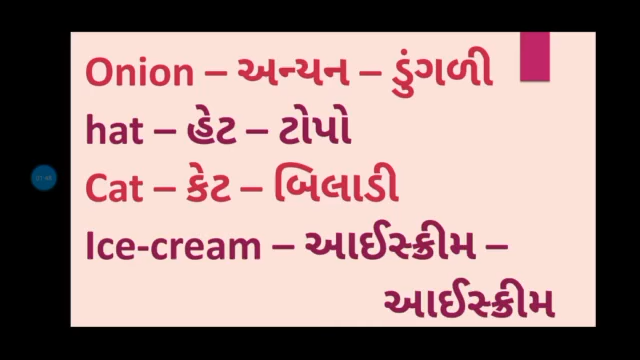 Onion – અન્યન – ડુંગળી
hat – હેટ – ટોપો
Cat – કેટ – બિલાડી
Ice-cream – આઈસ્ક્રીમ –
આઈસ્ક્રીમ